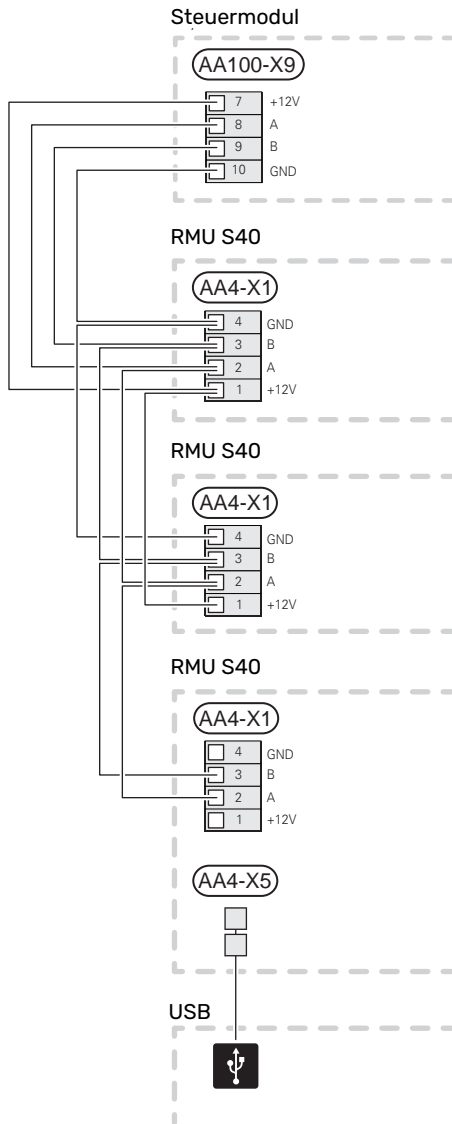 Steuermodul
AA100-X9
7 +12V
8 A
9 B
10 GND
RMU S40
AA4-X1
4 GND
3 B
2 A
1 +12V
RMU S40
AA4-X1
4 GND
3 B
2 A
1 +12V
RMU S40
AA4-X1
4 GND
3 B
2 A
1 +12V
AA4-X5
USB